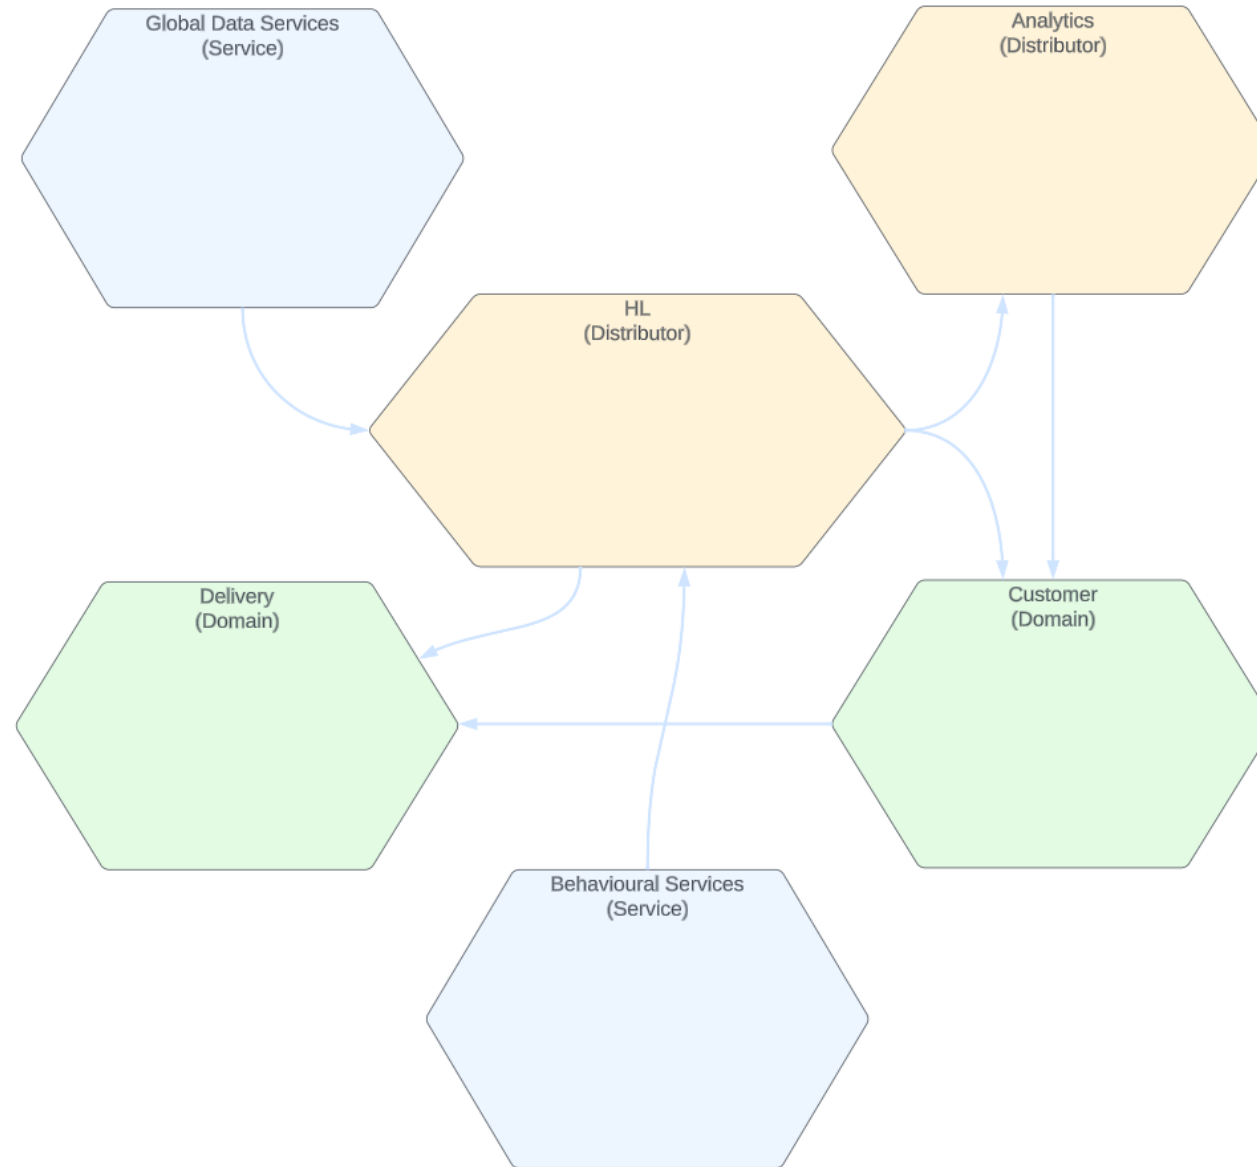 Global Data Services
(Service)
Analytics
(Distributor)
HL
(Distributor)
Delivery
(Domain)
Customer
(Domain)
Behavioural Services
(Service)